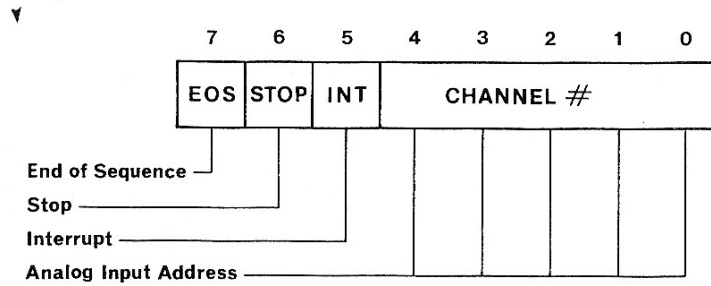 7 6 5 4 3 2 1 0
EOS STOP INT CHANNEL #
End of Sequence
Stop
Interrupt
Analog Input Address